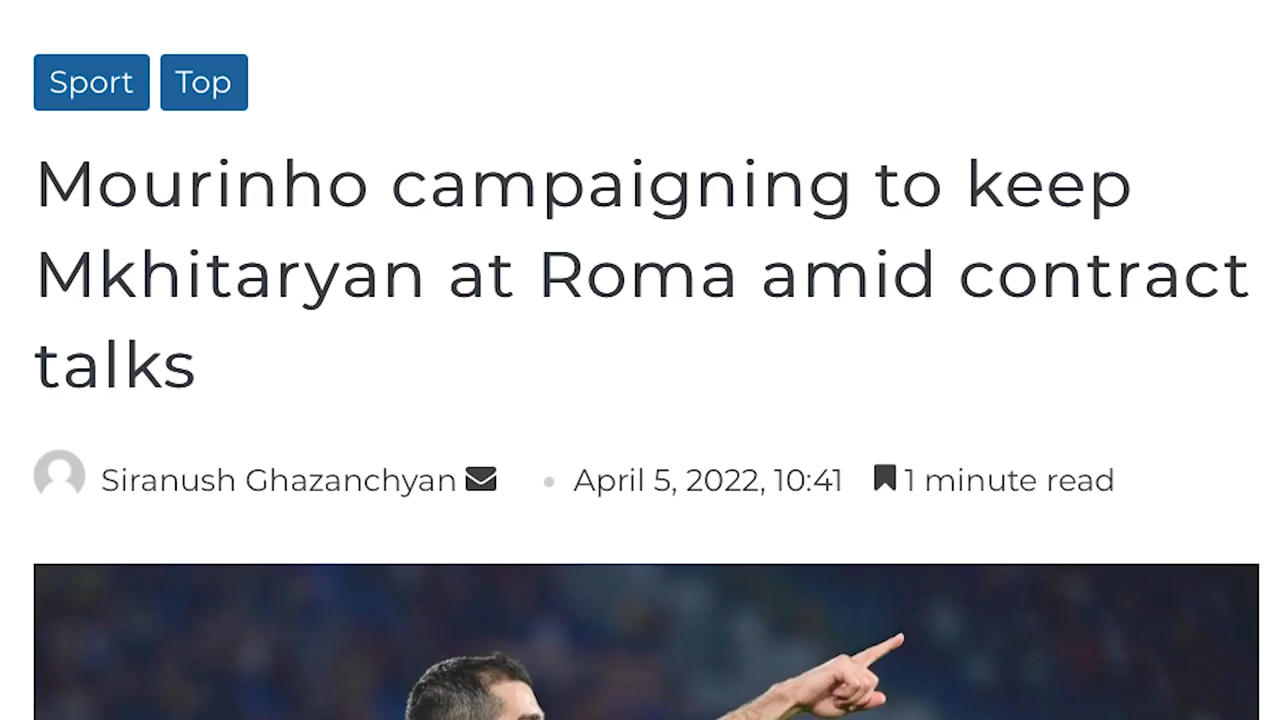 Sport Top
Mourinho campaigning to keep
Mkhitaryan at Roma amid contract
talks
Siranush Ghazanchyan April 5, 2022, 10:41 1 minute read